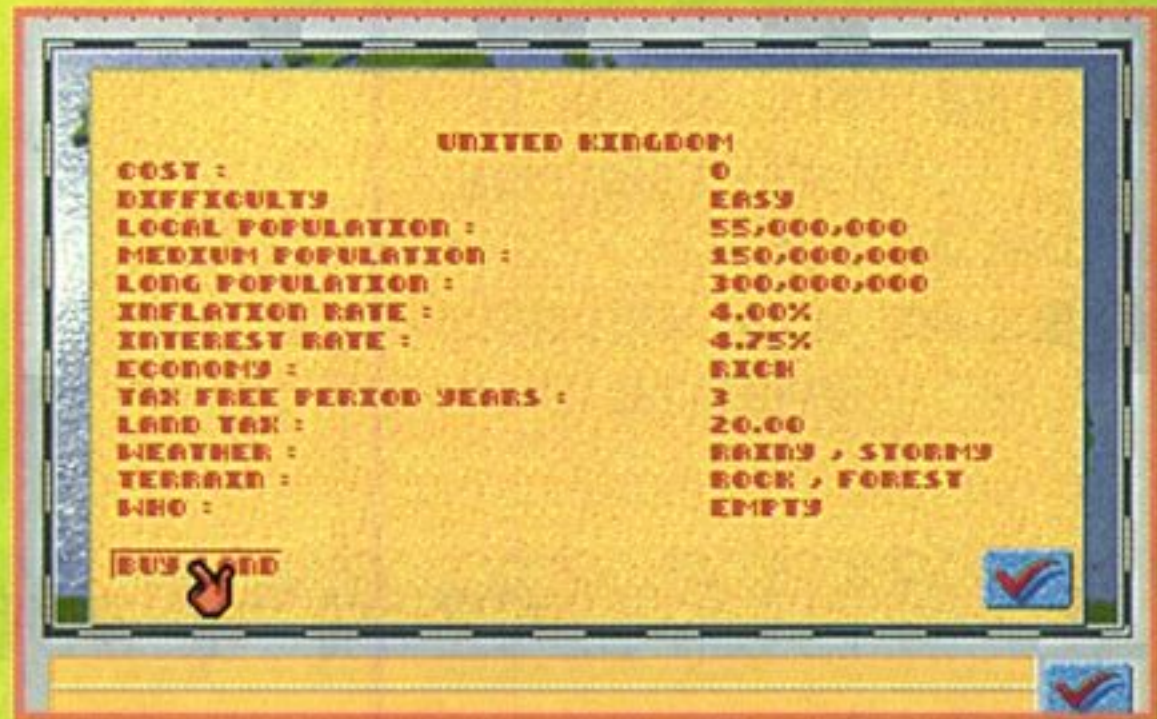 UNITED KINGDOM
COST : 0
DIFFICULTY EASY
LOCAL POPULATION : 55,000,000
MEDIUM POPULATION : 150,000,000
LONG POPULATION : 300,000,000
INFLATION RATE : 4.00%
INTEREST RATE : 4.75%
ECONOMY : RICH
TAX FREE PERIOD YEARS : 3
LAND TAX : 20.00
WEATHER : RAINY , STORMY
TERRAIN : ROCK , FOREST
WHO : EMPTY
BUY